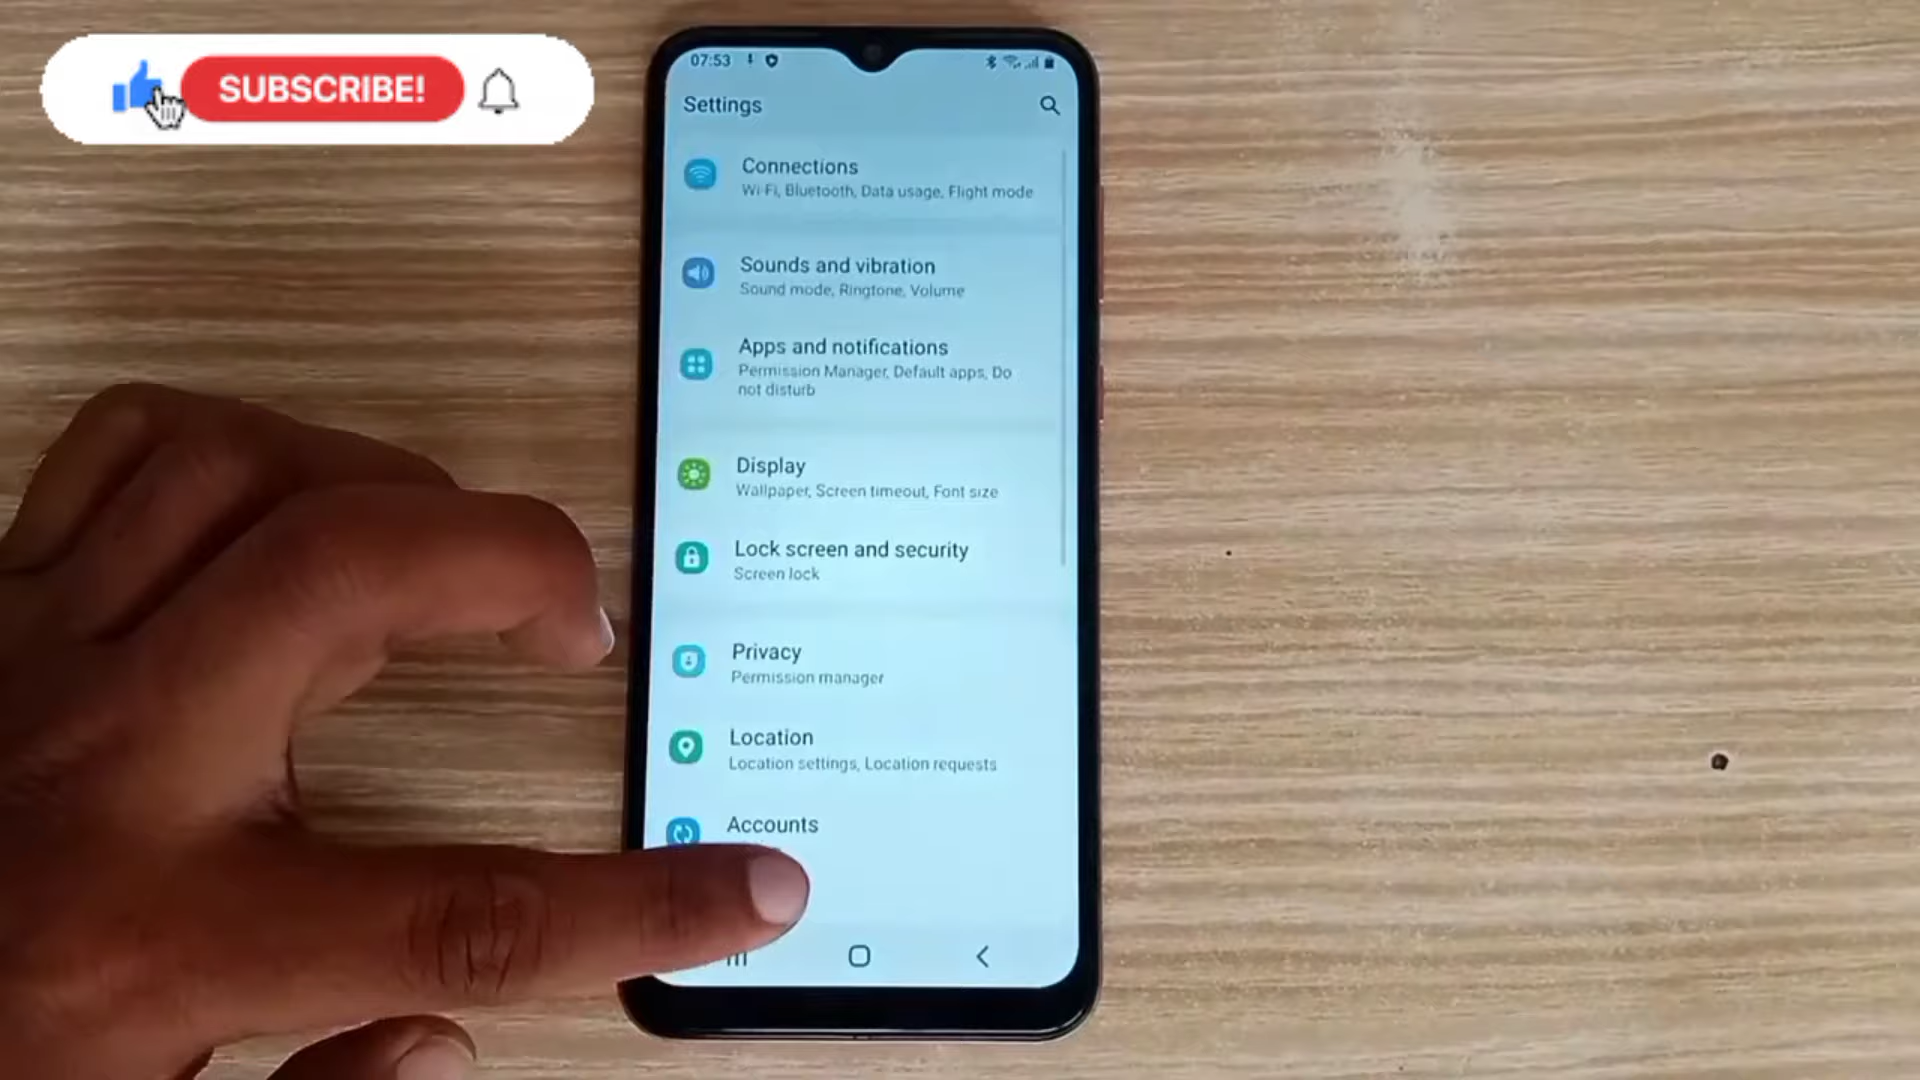 SUBSCRIBE!
07:53
Settings
Connections
Wi-Fi, Bluetooth, Data usage, Flight mode
Sounds and vibration
Sound mode, Ringtone, Volume
Apps and notifications
Permission Manager, Default apps, Do
not disturb
Display
Wallpaper, Screen timeout, Font size
Lock screen and security
Screen lock
Privacy
Permission manager
Location
Location settings, Location requests
Accounts